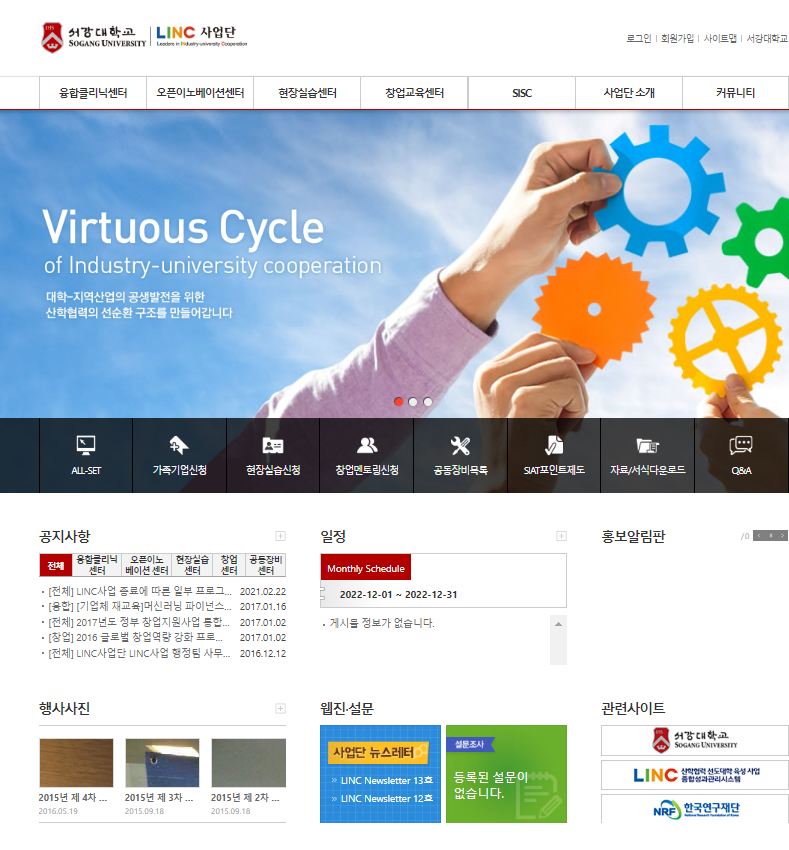 서강대학교
SOGANG UNIVERSITY
LINC 사업단
Leaders in INdustry-university Cooperation
로그인 | 회원가입 | 사이트맵 | 서강대학교
융합클리닉센터 오픈이노베이션센터 현장실습센터 창업교육센터 SISC 사업단 소개 커뮤니티
Virtuous Cycle
of Industry-university cooperation
대학-지역산업의 공생발전을 위한
산학협력의 선순환 구조를 만들어갑니다
ALL-SET 가족기업신청 현장실습신청 창업멘토링신청 공동장비목록 SIAT포인트제도 자료/서식다운로드 Q&A
공지사항
전체 융합클리닉센터 오픈이노베이션센터 현장실습센터 창업센터 공동장비센터
[전체] LINC사업 종료에 따른 일부 프로그... 2021.02.22
[융합] [기업체 재교육]머신러닝 파이낸스... 2017.01.16
[전체] 2017년도 정부 창업지원사업 통합... 2017.01.02
[창업] 2016 글로벌 창업역량 강화 프로... 2017.01.02
[전체] LINC사업단 LINC사업 행정팀 사무... 2016.12.12
일정
Monthly Schedule
2022-12-01 ~ 2022-12-31
게시물 정보가 없습니다.
홍보알림판
/0
행사사진
2015년 제 4차 ... 2015년 제 3차 ... 2015년 제 2차 ...
2016.05.19 2015.09.18 2015.09.18
웹진·설문
사업단 뉴스레터
» LINC Newsletter 13호
» LINC Newsletter 12호
설문조사
등록된 설문이
없습니다.
관련사이트
서강대학교
SOGANG UNIVERSITY
LINC 산학협력 선도대학 육성 사업
종합성과관리시스템
NRF 한국연구재단
National Research Foundation of Korea